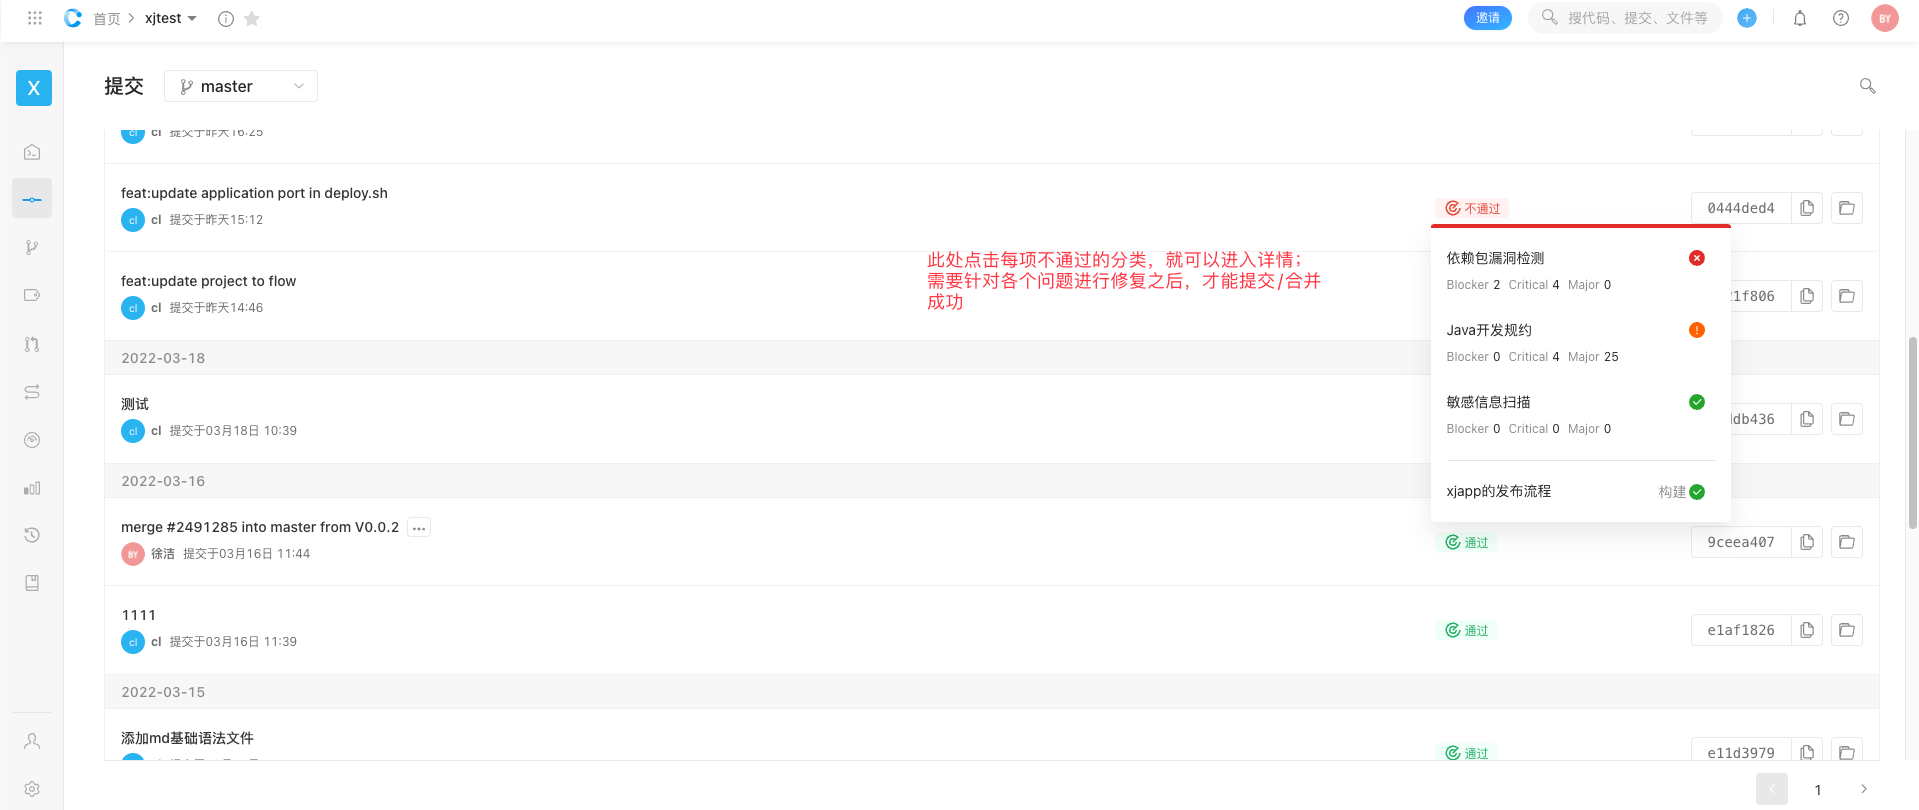 首页 > xjtest
邀请
搜代码、提交、文件等
BY
X
提交
master
cl cl 提交于昨天16:25
feat:update application port in deploy.sh
cl cl 提交于昨天15:12
不通过
0444ded4
此处点击每项不通过的分类，就可以进入详情；
需要针对各个问题进行修复之后，才能提交/合并
成功
依赖包漏洞检测
Blocker 2 Critical 4 Major 0
Java开发规约
Blocker 0 Critical 4 Major 25
敏感信息扫描
Blocker 0 Critical 0 Major 0
xjapp的发布流程
构建
feat:update project to flow
cl cl 提交于昨天14:46
1f806
2022-03-18
测试
cl cl 提交于03月18日 10:39
db436
2022-03-16
merge #2491285 into master from V0.0.2 ...
BY 徐洁 提交于03月16日 11:44
通过
9ceea407
1111
cl cl 提交于03月16日 11:39
通过
e1af1826
2022-03-15
添加md基础语法文件
通过
e11d3979
1